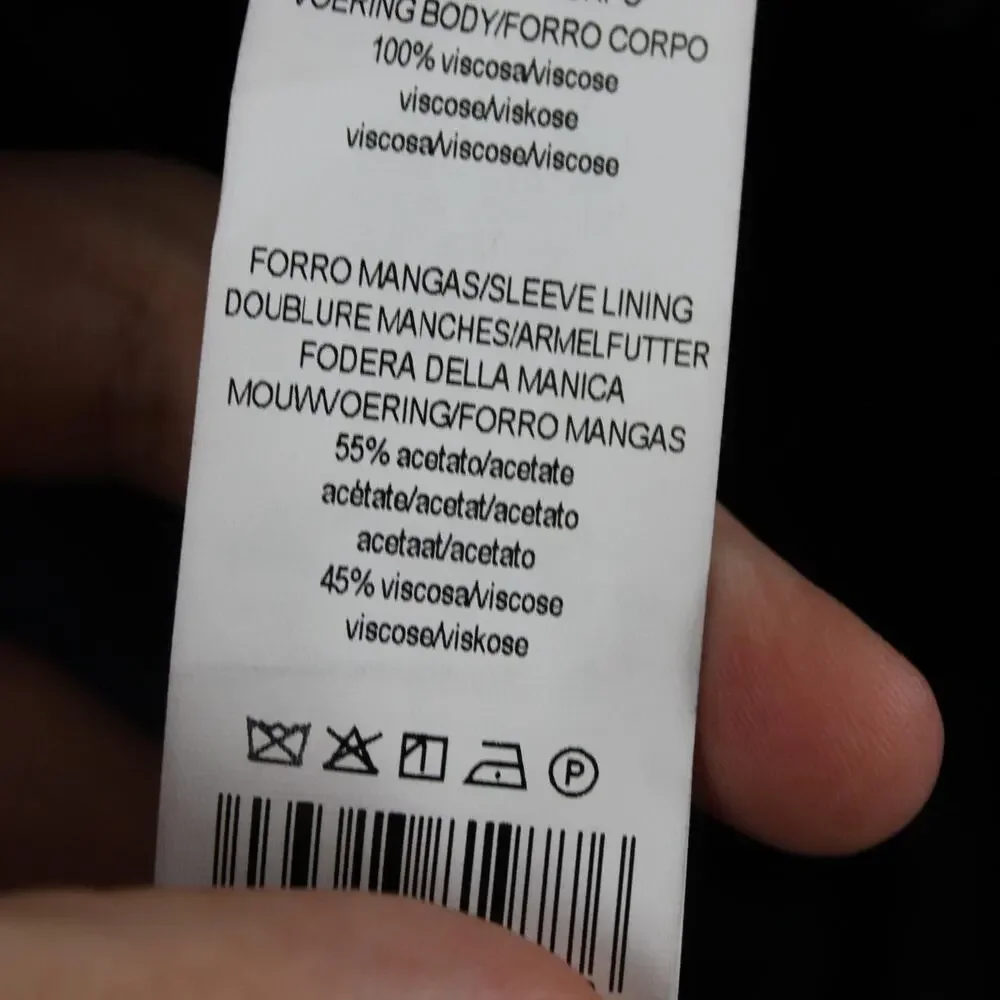 VOERING BODY/FORRO CORPO
100% viscosa/viscose
viscose/viskose
viscosa/viscose/viscose
FORRO MANGAS/SLEEVE LINING
DOUBLURE MANCHES/ARMELFUTTER
FODERA DELLA MANICA
MOUWVOERING/FORRO MANGAS
55% acetato/acetate
acétate/acetat/acetato
acetaat/acetato
45% viscosa/viscose
viscose/viskose
P